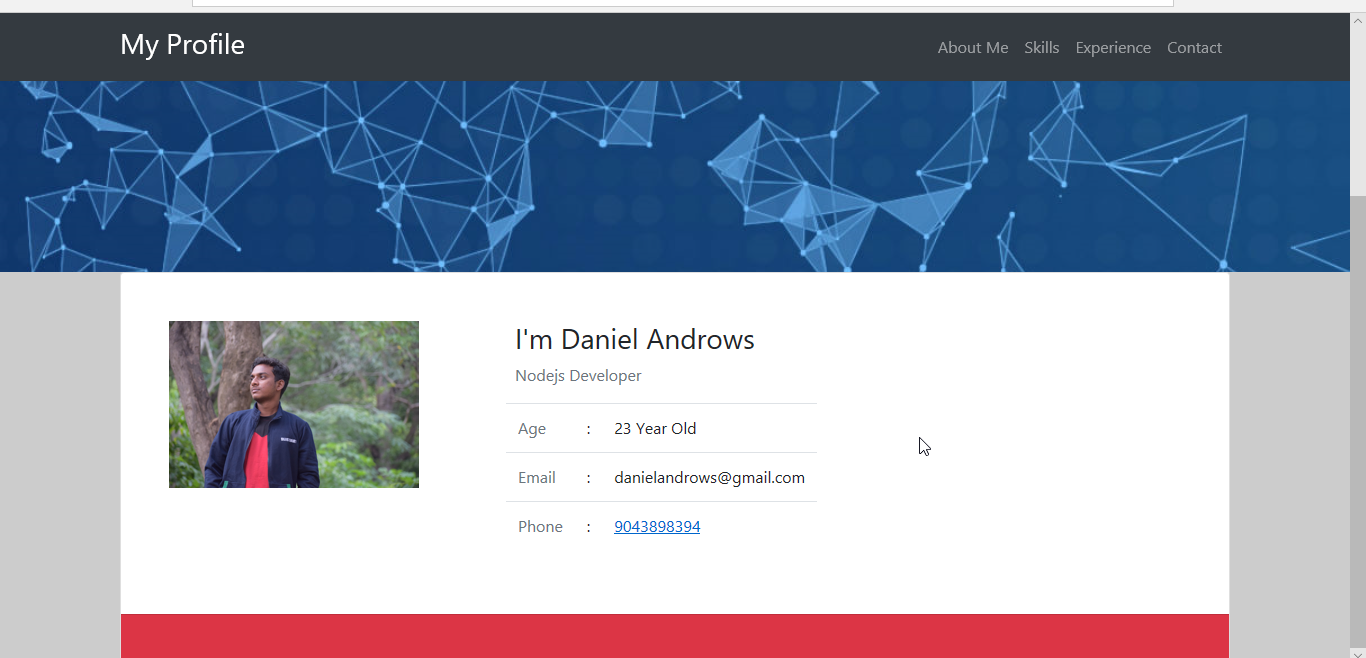 My Profile
About Me Skills Experience Contact
I'm Daniel Androws
Nodejs Developer
Age : 23 Year Old
Email : danielandrows@gmail.com
Phone : 9043898394